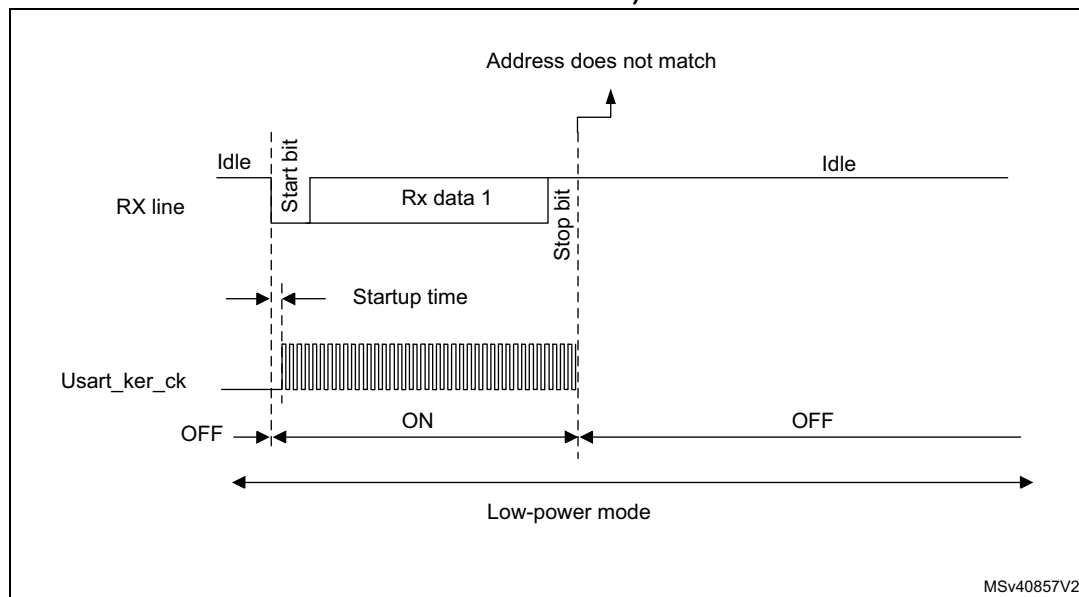 Address does not match
Idle
Start bit
Idle
RX line
Rx data 1
Stop bit
Startup time
Usart_ker_ck
OFF
ON
OFF
Low-power mode
MSv40857V2